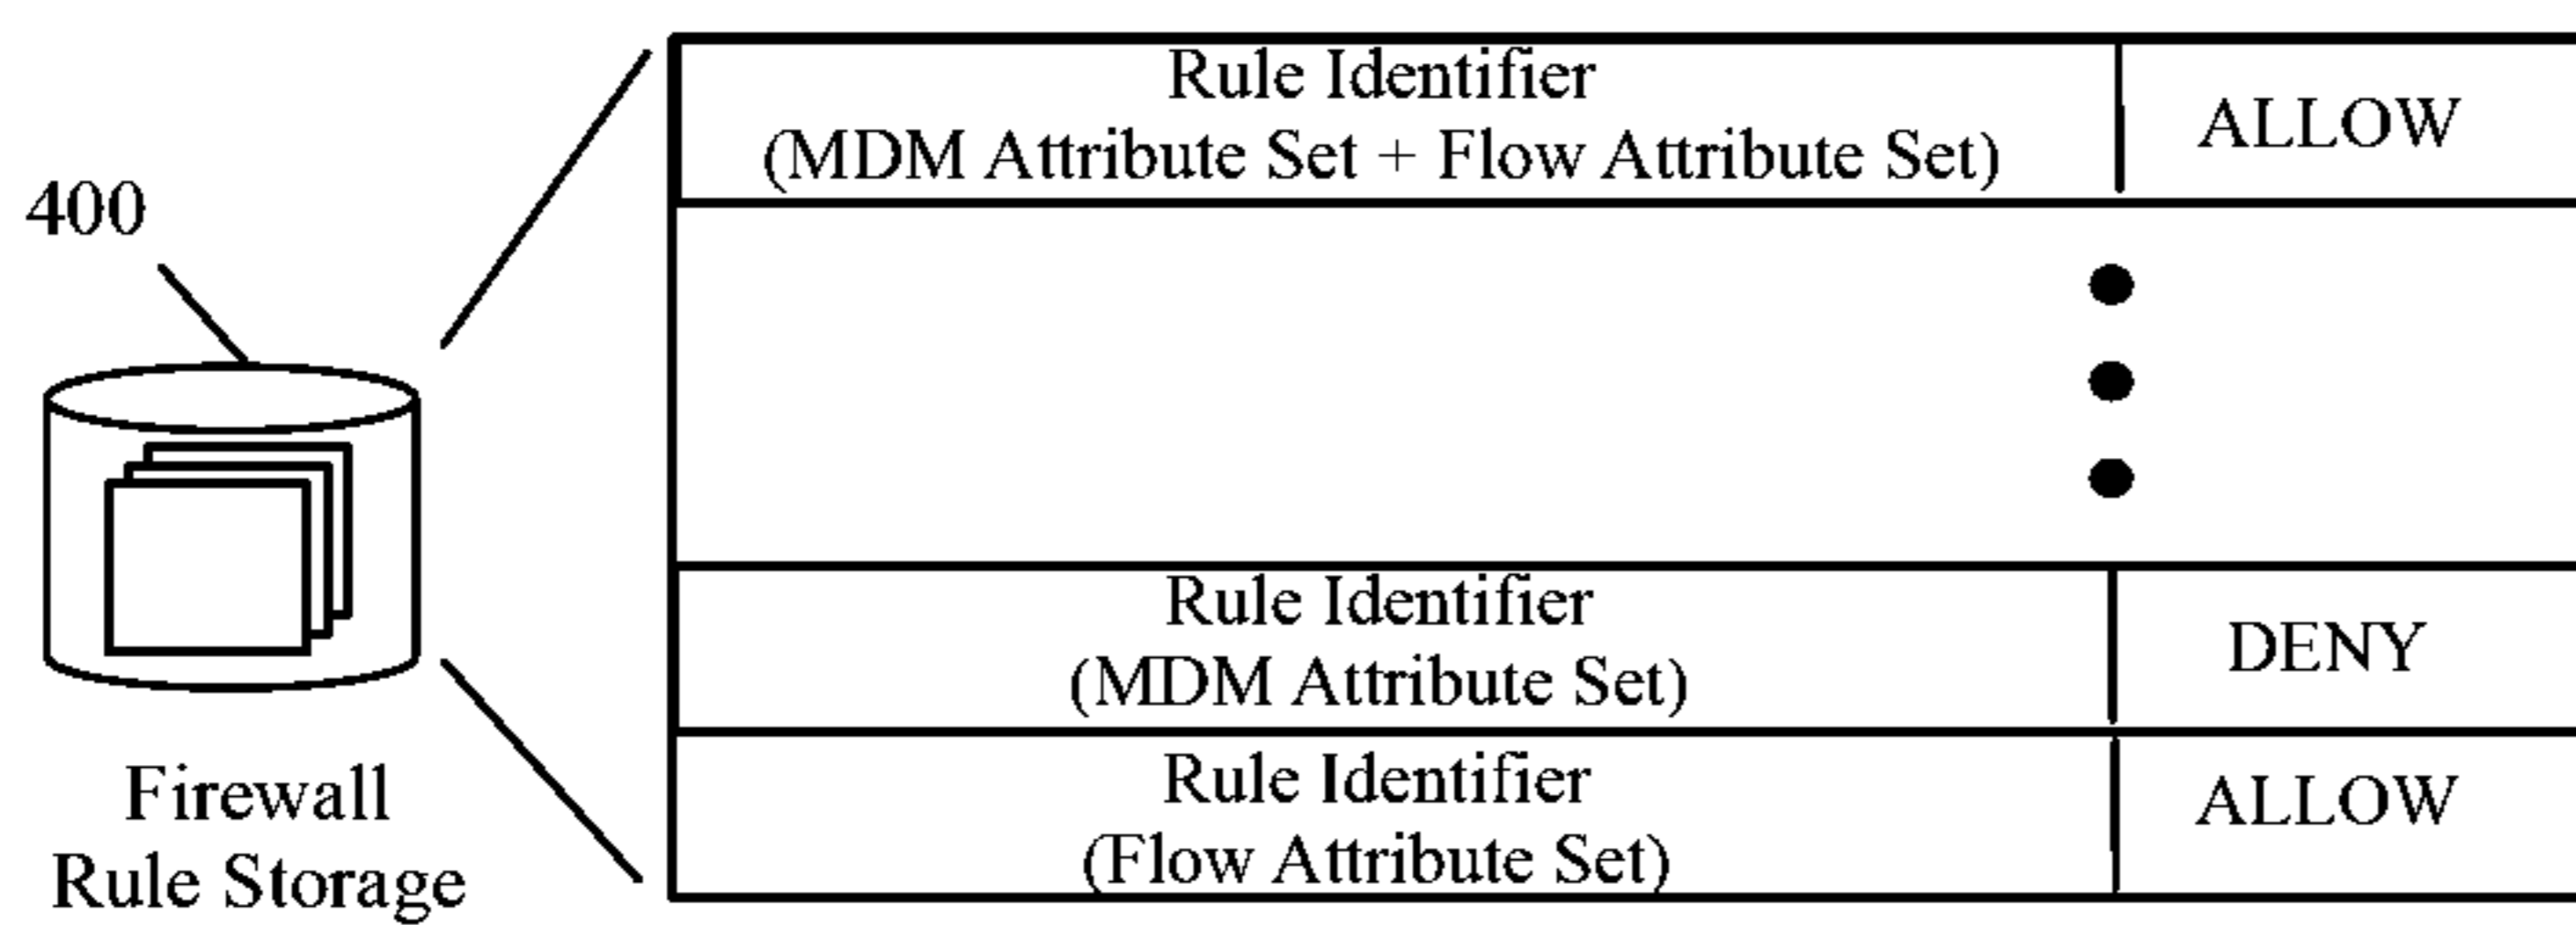 400
Firewall
Rule Storage
Rule Identifier
(MDM Attribute Set + Flow Attribute Set)
ALLOW
Rule Identifier
(MDM Attribute Set)
DENY
Rule Identifier
(Flow Attribute Set)
ALLOW